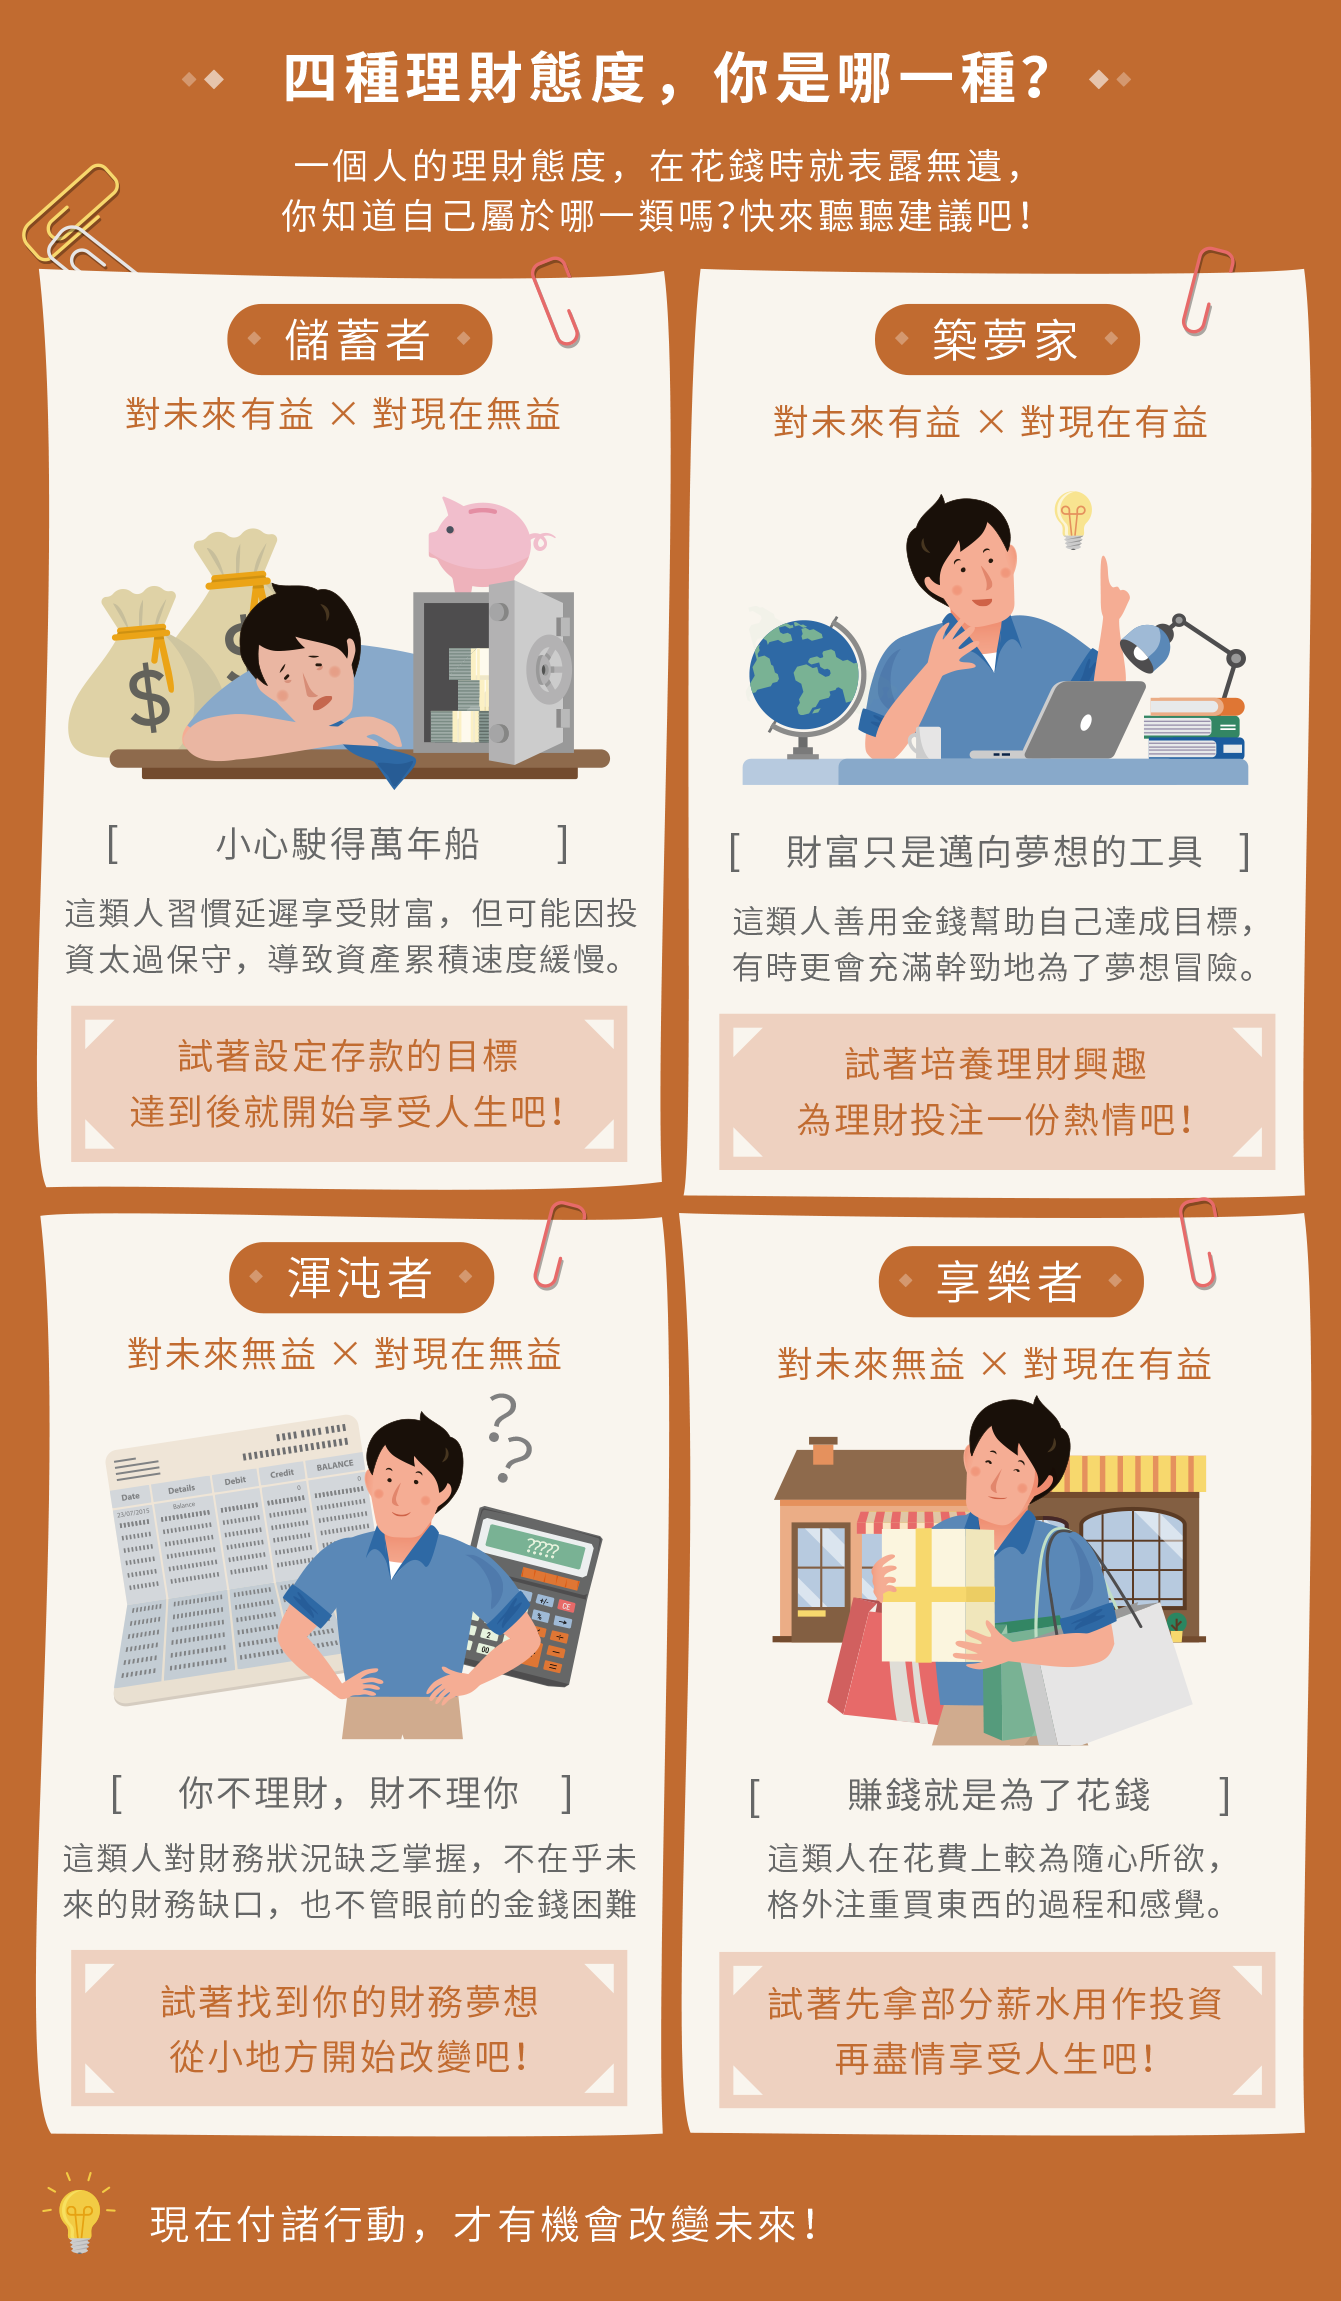 四種理財態度，你是哪一種？
一個人的理財態度，在花錢時就表露無遺，
你知道自己屬於哪一類嗎？快來聽聽建議吧！
儲蓄者
對未來有益 × 對現在無益
$
$
[ 小心駛得萬年船 ]
這類人習慣延遲享受財富，但可能因投
資太過保守，導致資產累積速度緩慢。
試著設定存款的目標
達到後就開始享受人生吧！
築夢家
對未來有益 × 對現在有益
[ 財富只是邁向夢想的工具 ]
這類人善用金錢幫助自己達成目標，
有時更會充滿幹勁地為了夢想冒險。
試著培養理財興趣
為理財投注一份熱情吧！
渾沌者
對未來無益 × 對現在無益
Date Details Debit Credit BALANCE
23/07/2015 Balance 0 0
? ?
?????
+/- CE
%
2
00
[ 你不理財，財不理你 ]
這類人對財務狀況缺乏掌握，不在乎未
來的財務缺口，也不管眼前的金錢困難
試著找到你的財務夢想
從小地方開始改變吧！
享樂者
對未來無益 × 對現在有益
[ 賺錢就是為了花錢 ]
這類人在花費上較為隨心所欲，
格外注重買東西的過程和感覺。
試著先拿部分薪水用作投資
再盡情享受人生吧！
現在付諸行動，才有機會改變未來！